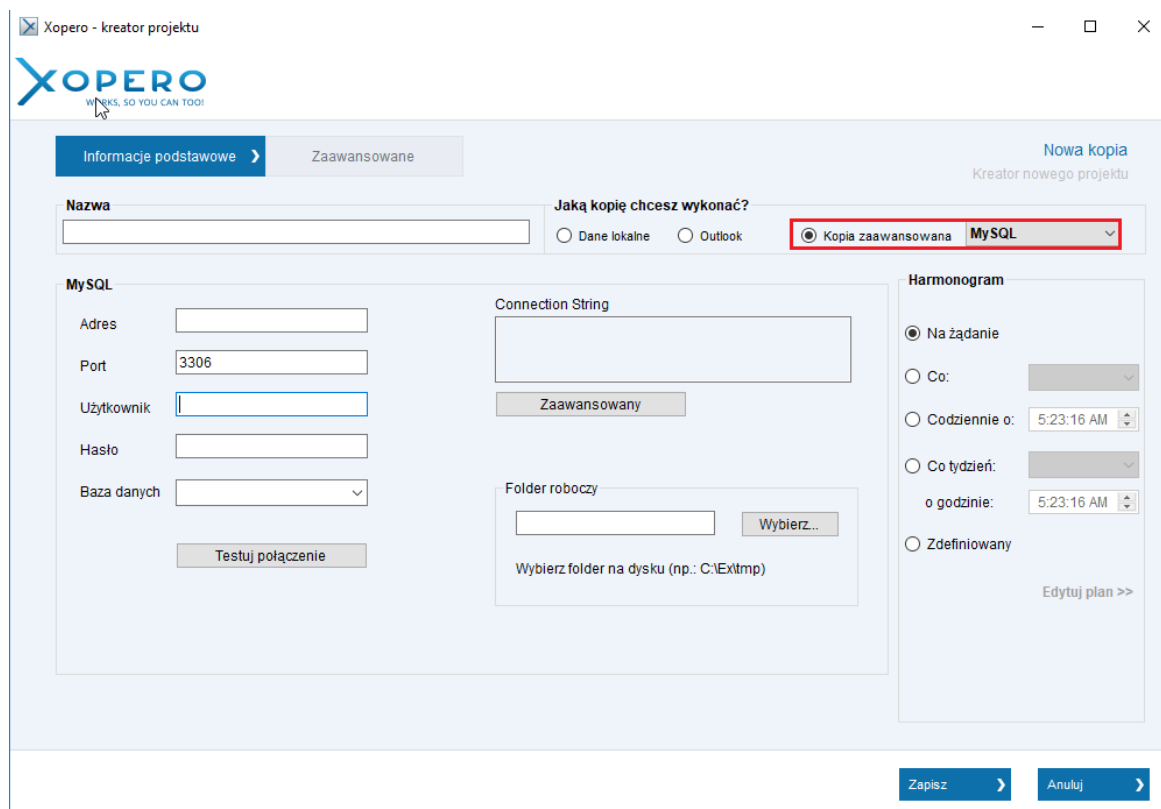 Xopero - kreator projektu
XOPERO
WORKS, SO YOU CAN TOO!
Informacje podstawowe
Zaawansowane
Nowa kopia
Kreator nowego projektu
Nazwa
Jaką kopię chcesz wykonać?
Dane lokalne
Outlook
Kopia zaawansowana
MySQL
MySQL
Adres
Port
3306
Użytkownik
Hasło
Baza danych
Testuj połączenie
Connection String
Zaawansowany
Folder roboczy
Wybierz...
Wybierz folder na dysku (np.: C:\Ex\tmp)
Harmonogram
Na żądanie
Co:
Codziennie o:
5:23:16 AM
Co tydzień:
o godzinie:
5:23:16 AM
Zdefiniowany
Edytuj plan >>
Zapisz
Anuluj